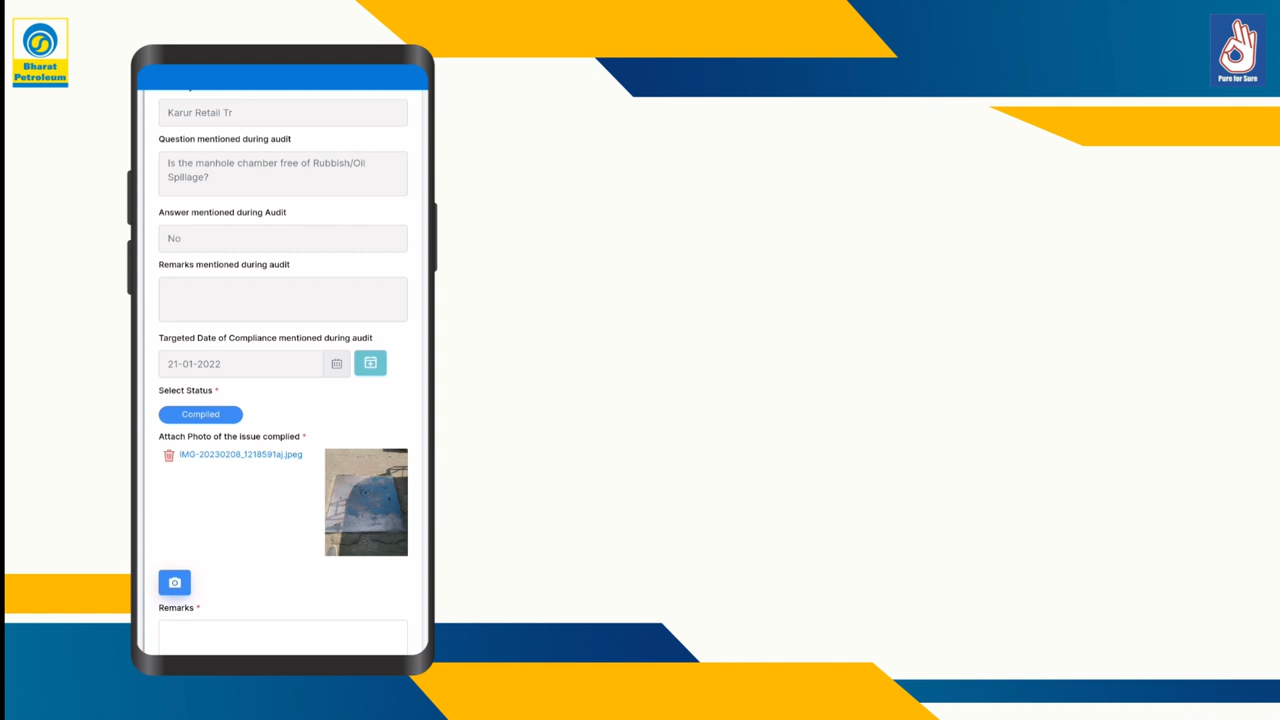 Bharat
Petroleum
Pure for Sure
Karur Retail Tr
Question mentioned during audit
Is the manhole chamber free of Rubbish/Oil
Spillage?
Answer mentioned during Audit
No
Remarks mentioned during audit
Targeted Date of Compliance mentioned during audit
21-01-2022
Select Status *
Complied
Attach Photo of the issue complied *
IMG-20230208_1218591aj.jpeg
Remarks *